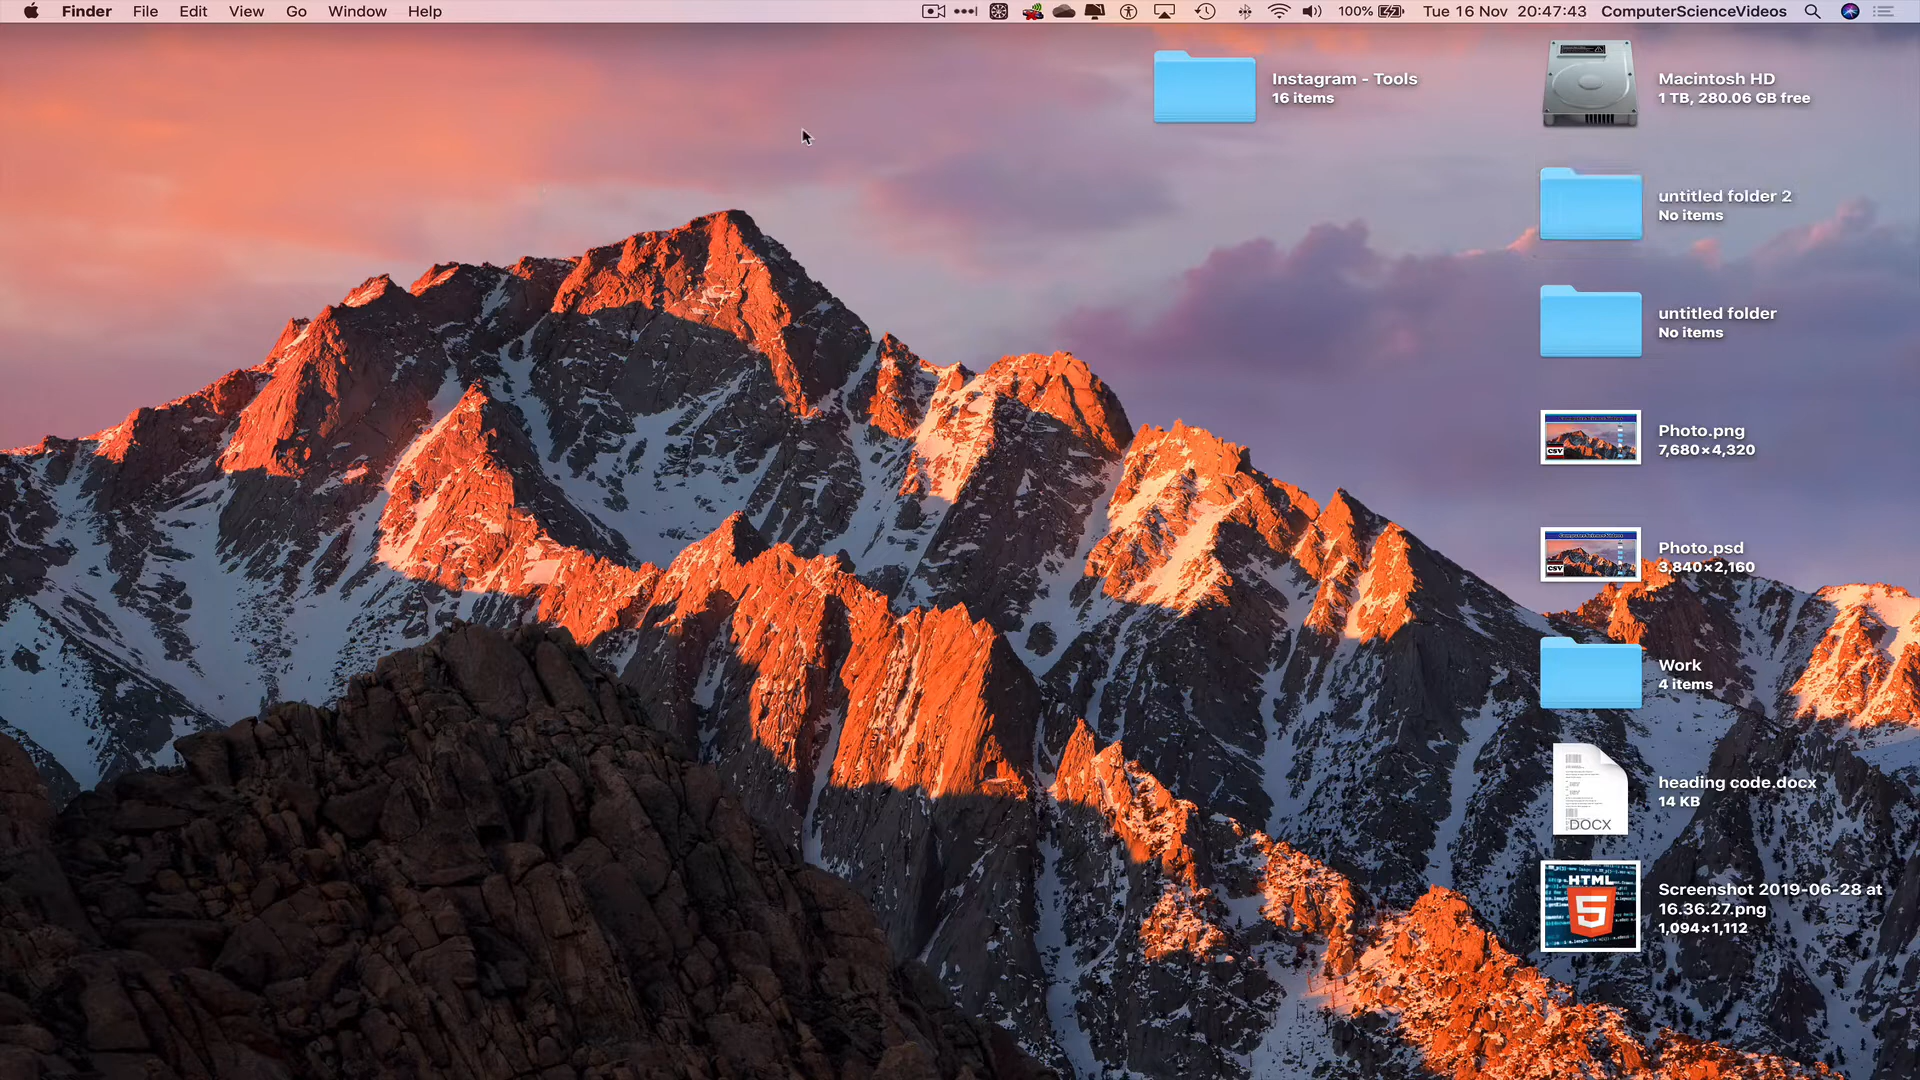 Finder File Edit View Go Window Help 100% Tue 16 Nov 20:47:43 ComputerScienceVideos
Instagram - Tools
16 items
Macintosh HD
1 TB, 280.06 GB free
untitled folder 2
No items
untitled folder
No items
Photo.png
7,680×4,320
CSV
Photo.psd
3,840×2,160
CSV
Work
4 items
heading code.docx
14 KB
DOCX
HTML
5
Screenshot 2019-06-28 at
16.36.27.png
1,094×1,112